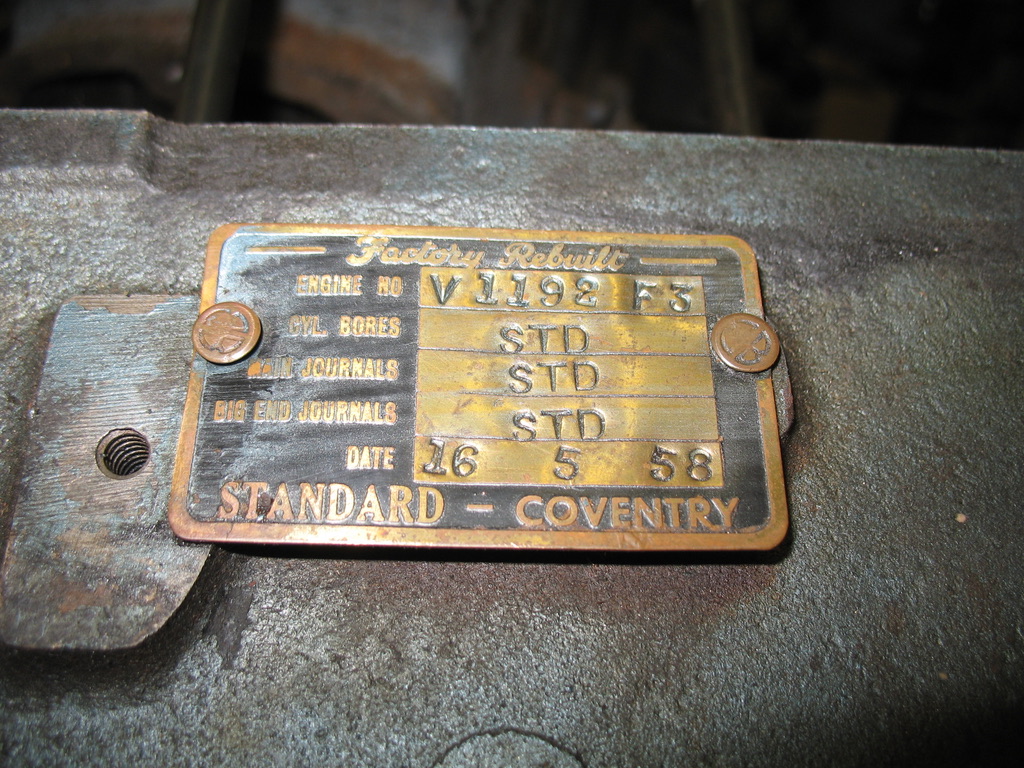 Factory Rebuilt
ENGINE NO V 1192 F3
CYL. BORES STD
MAIN JOURNALS STD
BIG END JOURNALS STD
DATE 16 5 58
STANDARD - COVENTRY